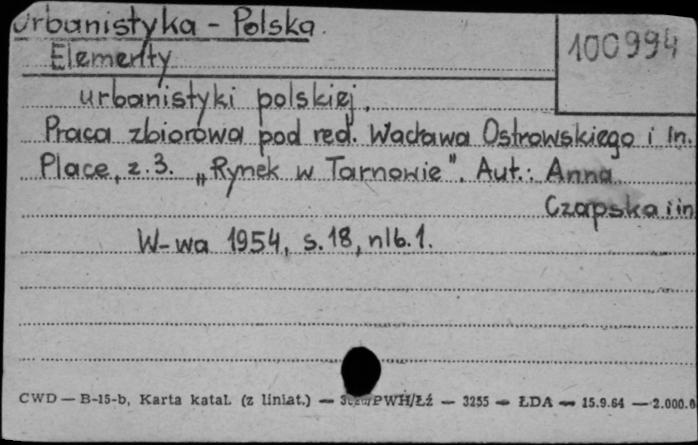 Urbanistyka - Polska.
100994
Elementy
urbanistyki polskiej.
Praca zbiorowa pod red. Wacława Ostrowskiego i in.
Place, z.3. „Rynek w Tarnowie". Aut.: Anna
Czapska i in
W-wa 1954, s.18, nlb.1.
CWD — B-15-b, Karta katal. (z liniat.) — PWH/Łź — 3255 — ŁDA — 15.9.64 — 2.000.0